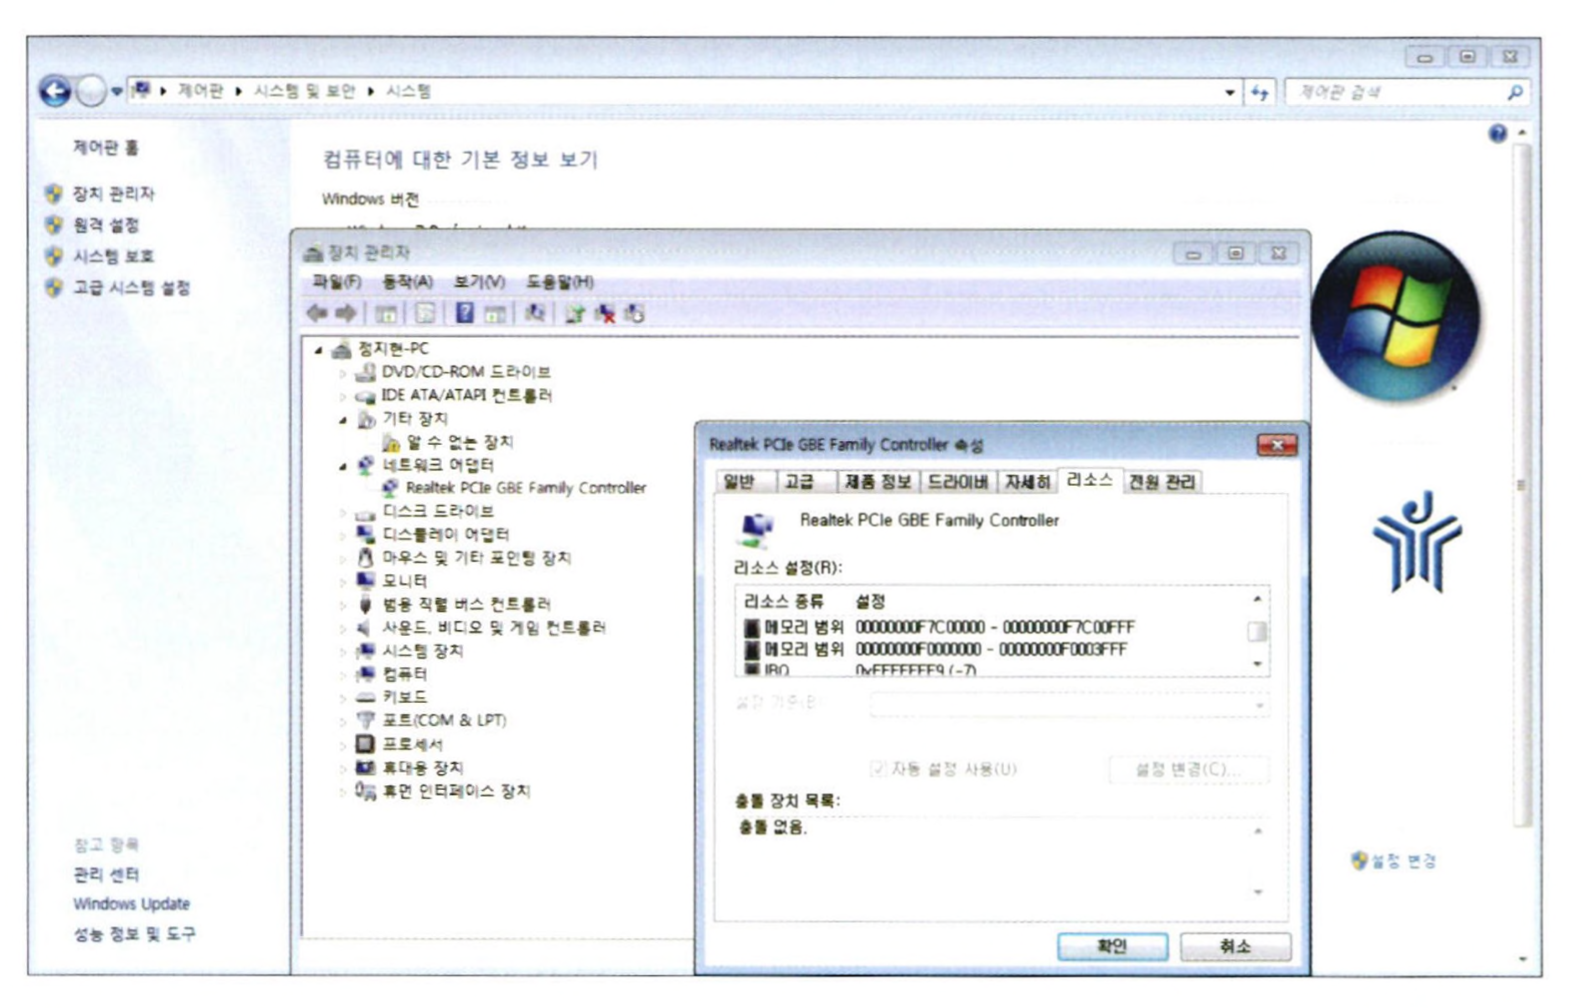 제어판 ▸ 시스템 및 보안 ▸ 시스템
제어판 검색
제어판 홈
장치 관리자
원격 설정
시스템 보호
고급 시스템 설정
참고 항목
관리 센터
Windows Update
성능 정보 및 도구
컴퓨터에 대한 기본 정보 보기
Windows 버전
설정 변경
장치 관리자
파일(F) 동작(A) 보기(V) 도움말(H)
정지현-PC
DVD/CD-ROM 드라이브
IDE ATA/ATAPI 컨트롤러
기타 장치
알 수 없는 장치
네트워크 어댑터
Realtek PCIe GBE Family Controller
디스크 드라이브
디스플레이 어댑터
마우스 및 기타 포인팅 장치
모니터
범용 직렬 버스 컨트롤러
사운드, 비디오 및 게임 컨트롤러
시스템 장치
컴퓨터
키보드
포트(COM & LPT)
프로세서
휴대용 장치
휴먼 인터페이스 장치
Realtek PCIe GBE Family Controller 속성
일반 고급 제품 정보 드라이버 자세히 리소스 전원 관리
Realtek PCIe GBE Family Controller
리소스 설정(R):
리소스 종류 설정
메모리 범위 00000000F7C00000 - 00000000F7C00FFF
메모리 범위 00000000F0000000 - 00000000F0003FFF
IRQ 0xFFFFFFF9 (-7)
설정 기준(B):
자동 설정 사용(U)
설정 변경(C)...
충돌 장치 목록:
충돌 없음.
확인 취소